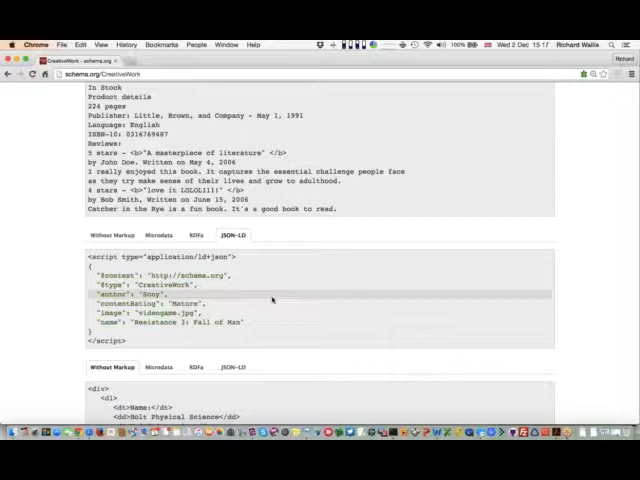 Chrome File Edit View History Bookmarks People Window Help 100% Wed 2 Dec 15:17 Richard Wallis
CreativeWork - schema.org
Richard
schema.org/CreativeWork
In Stock
Product details
224 pages
Publisher: Little, Brown, and Company - May 1, 1991
Language: English
ISBN-10: 0316769487
Reviews:
5 stars - <b>"A masterpiece of literature" </b>
by John Doe. Written on May 4, 2006
I really enjoyed this book. It captures the essential challenge people face
as they try make sense of their lives and grow to adulthood.
4 stars - <b>"love it LOLOL111!" </b>
by Bob Smith, Written on June 15, 2006
Catcher in the Rye is a fun book. It's a good book to read.
Without Markup Microdata RDFa JSON-LD
<script type="application/ld+json">
{
"@context": "http://schema.org",
"@type": "CreativeWork",
"author": "Sony",
"contentRating": "Mature",
"image": "videogame.jpg",
"name": "Resistance 3: Fall of Man"
}
</script>
Without Markup Microdata RDFa JSON-LD
<div>
<dl>
<dt>Name:</dt>
<dd>Holt Physical Science</dd>